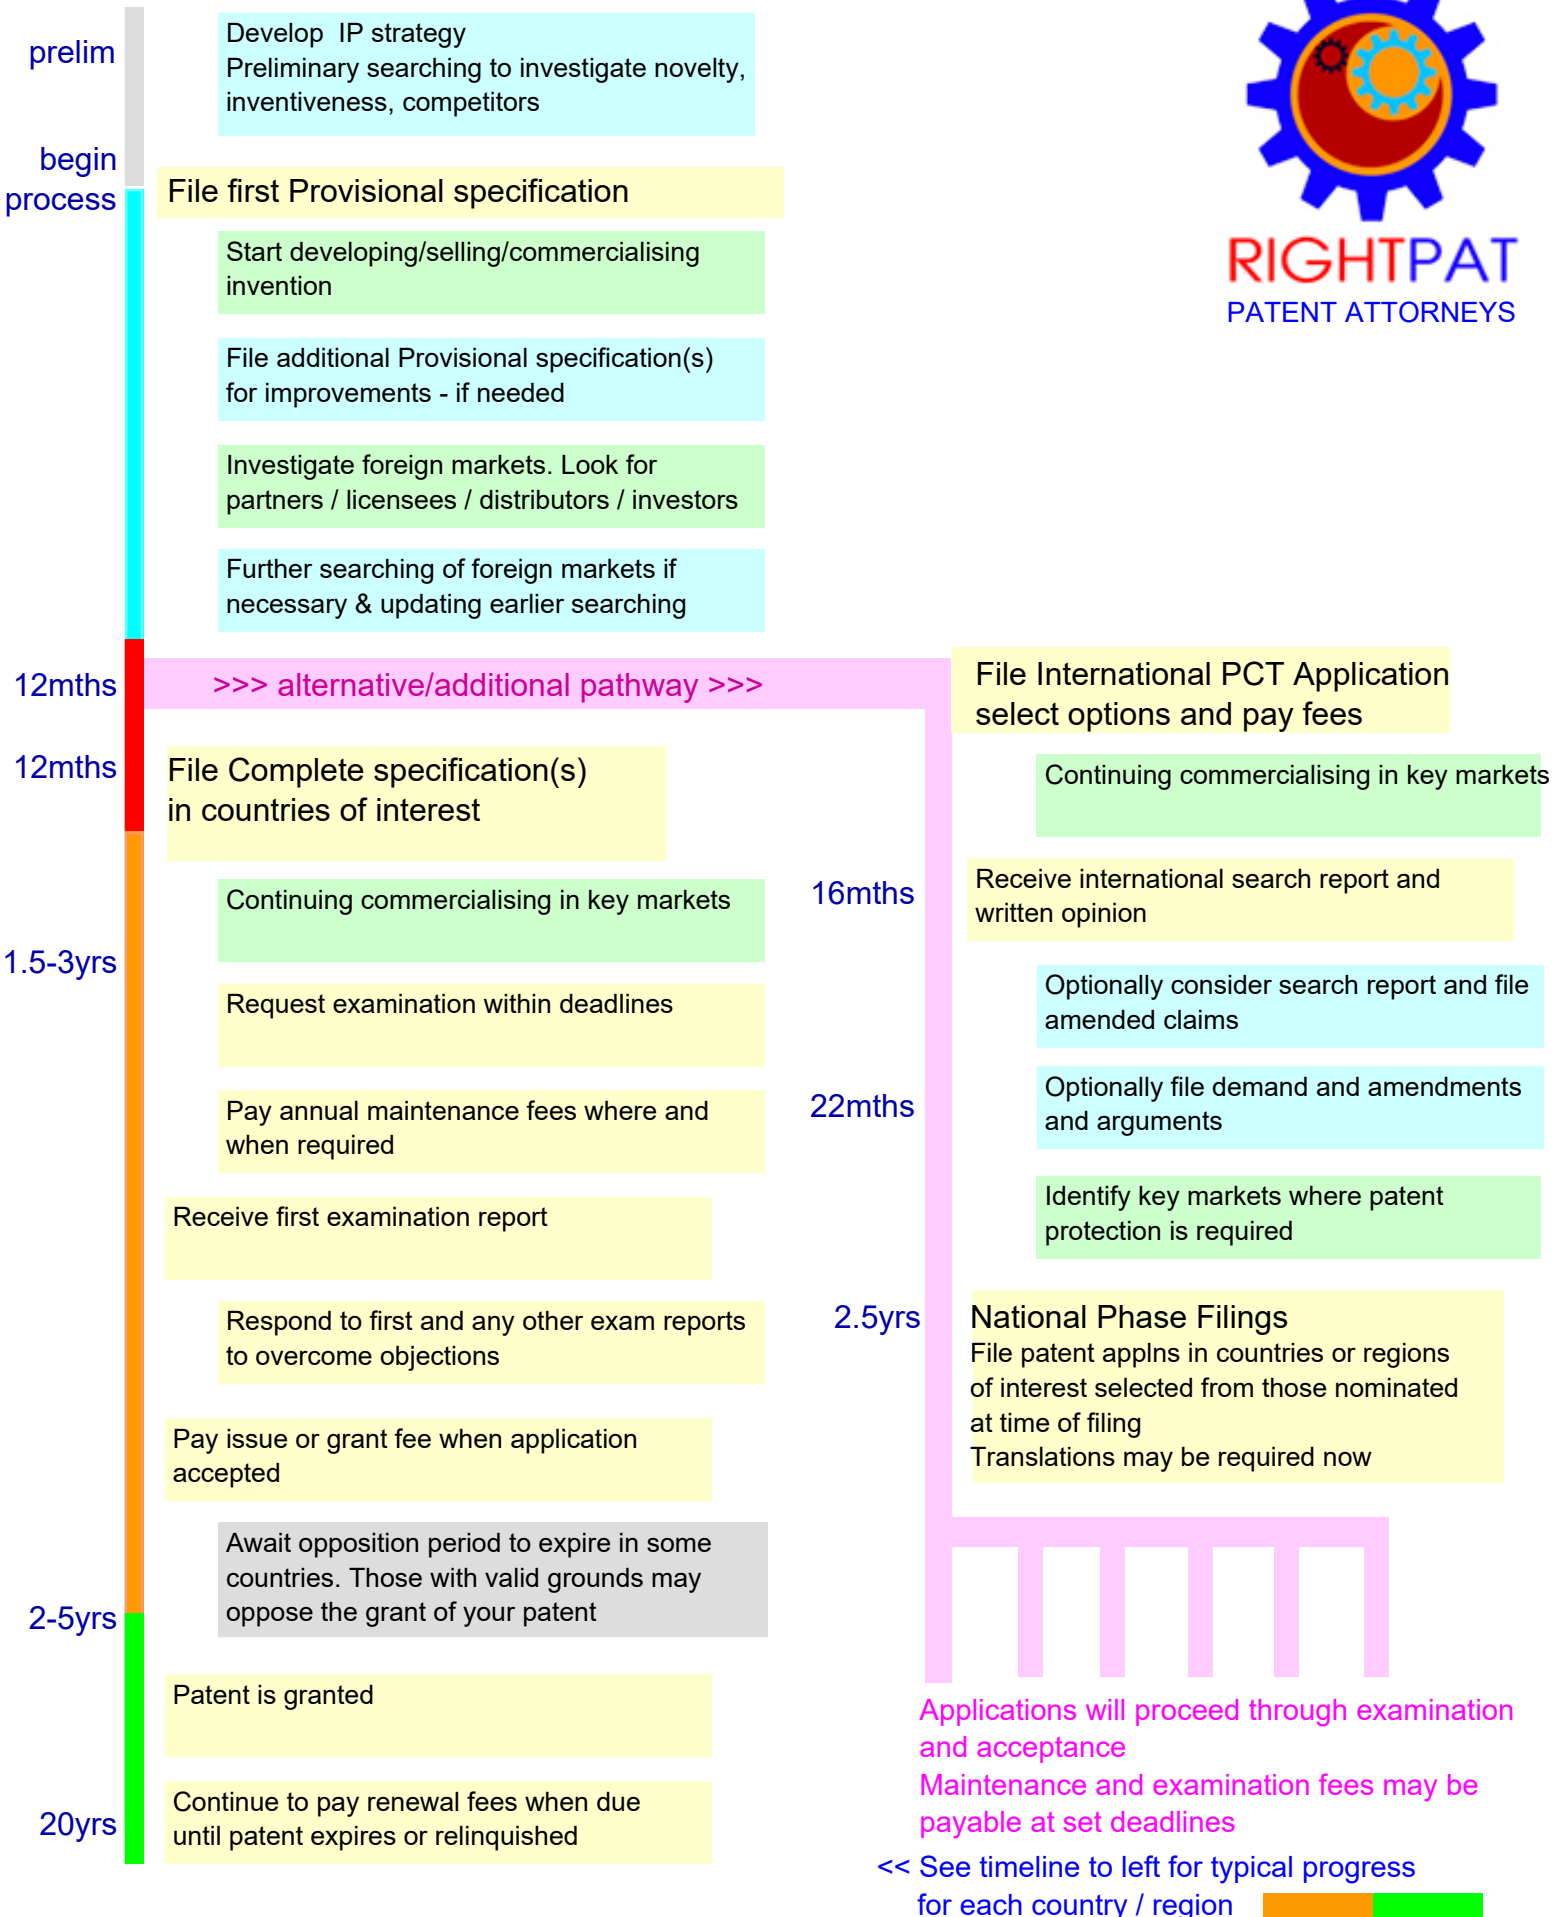 prelim
Develop IP strategy
Preliminary searching to investigate novelty,
inventiveness, competitors
begin
process
File first Provisional specification
Start developing/selling/commercialising
invention
RIGHTPAT
PATENT ATTORNEYS
File additional Provisional specification(s)
for improvements - if needed
Investigate foreign markets. Look for
partners / licensees / distributors / investors
Further searching of foreign markets if
necessary & updating earlier searching
12mths
>>> alternative/additional pathway >>>
12mths
File Complete specification(s)
in countries of interest
Continuing commercialising in key markets
1.5-3yrs
Request examination within deadlines
Pay annual maintenance fees where and
when required
Receive first examination report
Respond to first and any other exam reports
to overcome objections
Pay issue or grant fee when application
accepted
Await opposition period to expire in some
countries. Those with valid grounds may
oppose the grant of your patent
2-5yrs
Patent is granted
20yrs
Continue to pay renewal fees when due
until patent expires or relinquished
File International PCT Application
select options and pay fees
Continuing commercialising in key markets
16mths
Receive international search report and
written opinion
Optionally consider search report and file
amended claims
22mths
Optionally file demand and amendments
and arguments
Identify key markets where patent
protection is required
2.5yrs
National Phase Filings
File patent applns in countries or regions
of interest selected from those nominated
at time of filing
Translations may be required now
Applications will proceed through examination
and acceptance
Maintenance and examination fees may be
payable at set deadlines
<< See timeline to left for typical progress
for each country / region